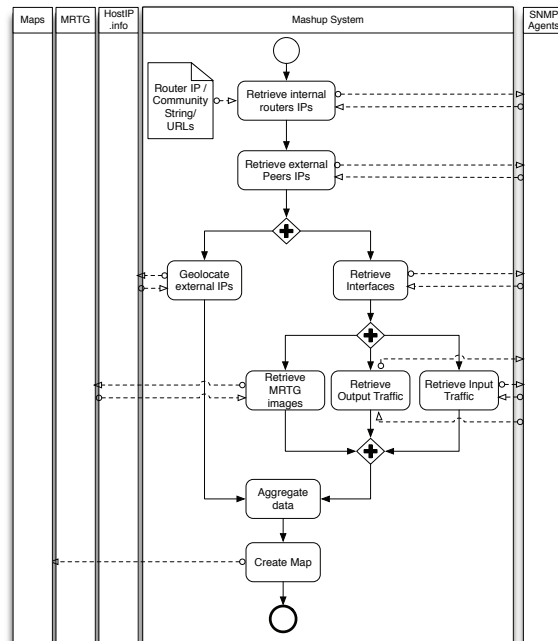 Maps
MRTG
HostIP
.info
Mashup System
SNMP
Agents
Router IP /
Community
String/
URLs
Retrieve internal
routers IPs
Retrieve external
Peers IPs
Geolocate
external IPs
Retrieve
Interfaces
Retrieve
MRTG
images
Retrieve
Output Traffic
Retrieve Input
Traffic
Aggregate
data
Create Map